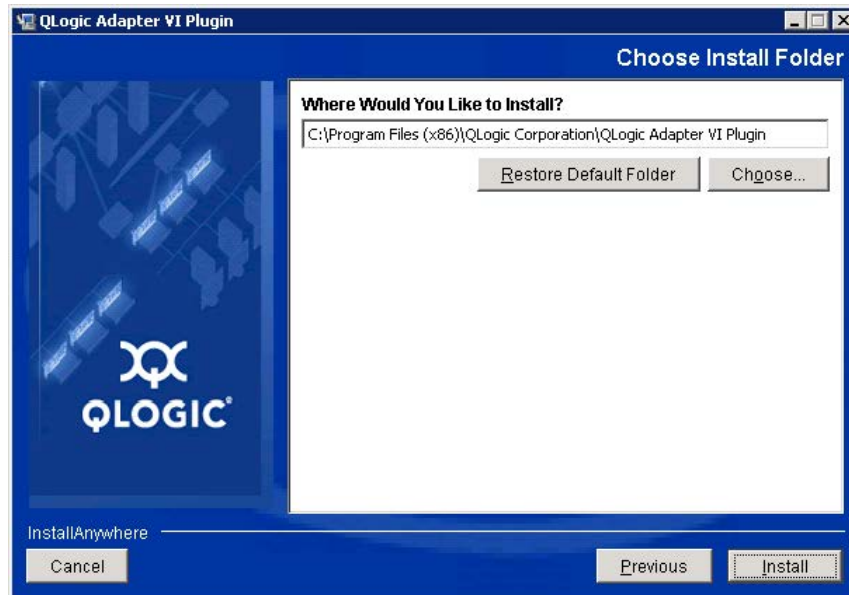 QLogic Adapter VI Plugin
Choose Install Folder
Where Would You Like to Install?
C:\Program Files (x86)\QLogic Corporation\QLogic Adapter VI Plugin
Restore Default Folder
Choose...
QLOGIC®
InstallAnywhere
Cancel
Previous
Install